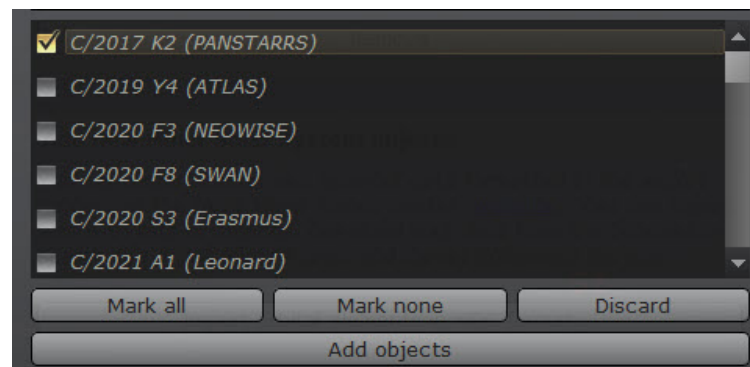 C/2017 K2 (PANSTARRS)
C/2019 Y4 (ATLAS)
C/2020 F3 (NEOWISE)
C/2020 F8 (SWAN)
C/2020 S3 (Erasmus)
C/2021 A1 (Leonard)
Mark all Mark none Discard
Add objects